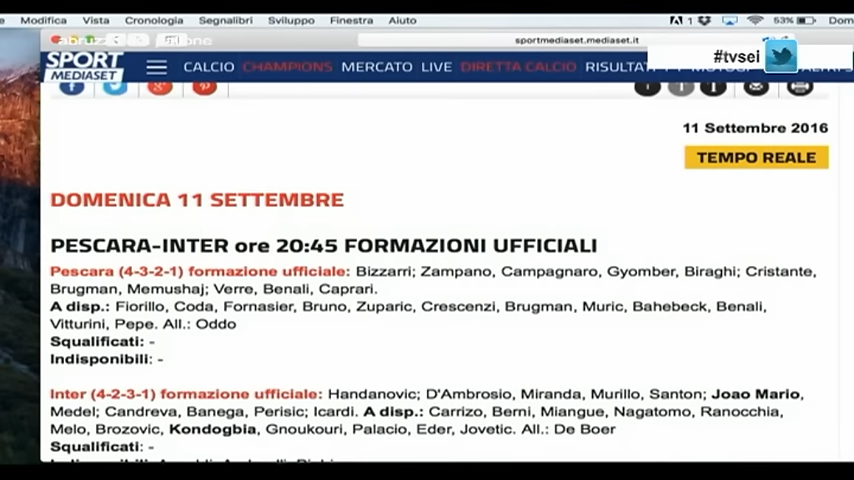 Modifica Vista Cronologia Segnalibri Sviluppo Finestra Aiuto 53% Dom
sportmediaset.mediaset.it
#tvsei
SPORT
MEDIASET
CALCIO CHAMPIONS MERCATO LIVE DIRETTA CALCIO
11 Settembre 2016
TEMPO REALE
DOMENICA 11 SETTEMBRE
PESCARA-INTER ore 20:45 FORMAZIONI UFFICIALI
Pescara (4-3-2-1) formazione ufficiale: Bizzarri; Zampano, Campagnaro, Gyomber, Biraghi; Cristante,
Brugman, Memushaj; Verre, Benali, Caprari.
A disp.: Fiorillo, Coda, Fornasier, Bruno, Zuparic, Crescenzi, Brugman, Muric, Bahebeck, Benali,
Vitturini, Pepe. All.: Oddo
Squalificati: -
Indisponibili: -
Inter (4-2-3-1) formazione ufficiale: Handanovic; D'Ambrosio, Miranda, Murillo, Santon; Joao Mario,
Medel; Candreva, Banega, Perisic; Icardi. A disp.: Carrizo, Berni, Miangue, Nagatomo, Ranocchia,
Melo, Brozovic, Kondogbia, Gnoukouri, Palacio, Eder, Jovetic. All.: De Boer
Squalificati: -